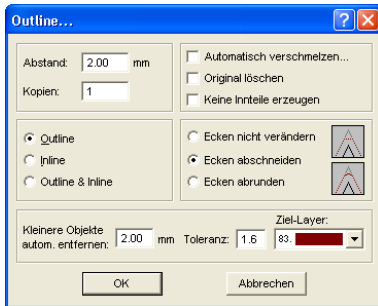 Outline...
Abstand: 2.00 mm
Kopien: 1
Automatisch verschmelzen...
Original löschen
Keine Innteile erzeugen
Outline
Inline
Outline & Inline
Ecken nicht verändern
Ecken abschneiden
Ecken abrunden
Kleinere Objekte
autom. entfernen: 2.00 mm Toleranz: 1.6
Ziel-Layer:
83.
OK Abbrechen